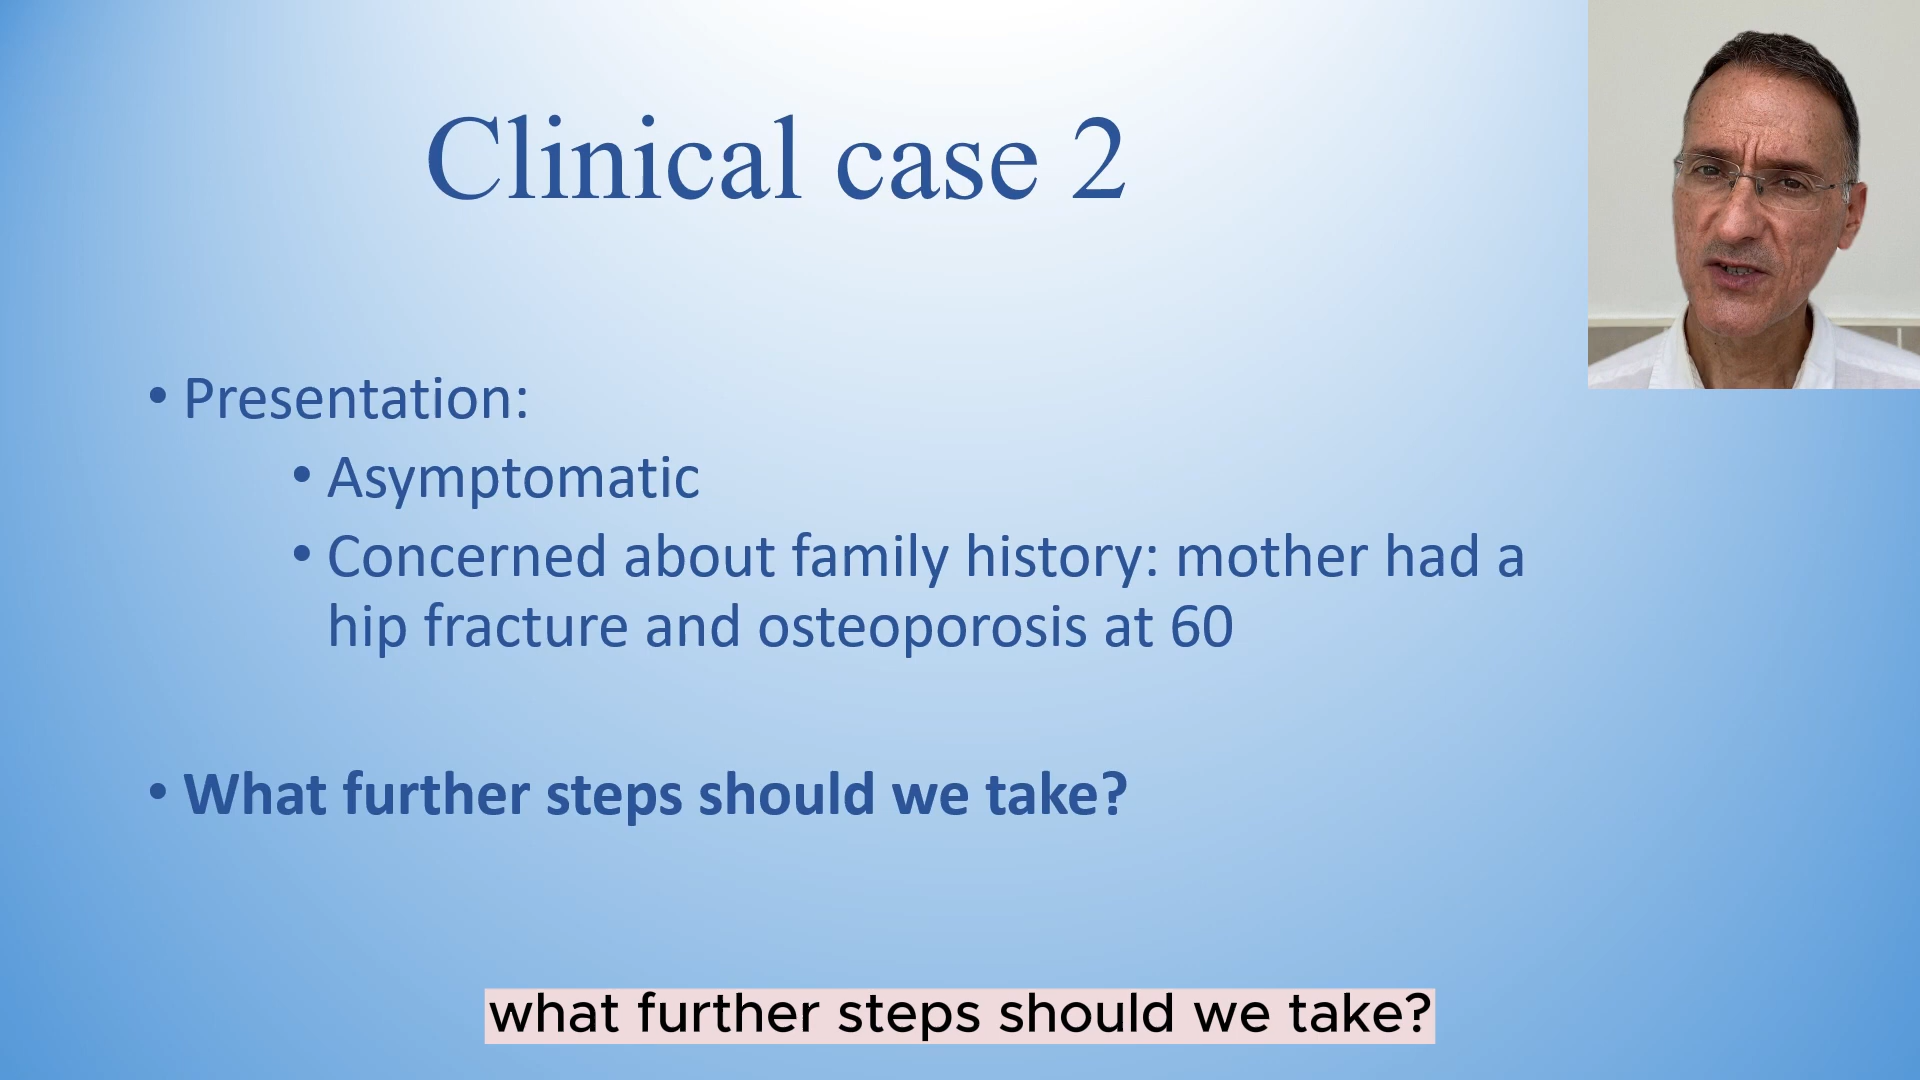 Clinical case 2
• Presentation:
• Asymptomatic
• Concerned about family history: mother had a
hip fracture and osteoporosis at 60
• What further steps should we take?
what further steps should we take?